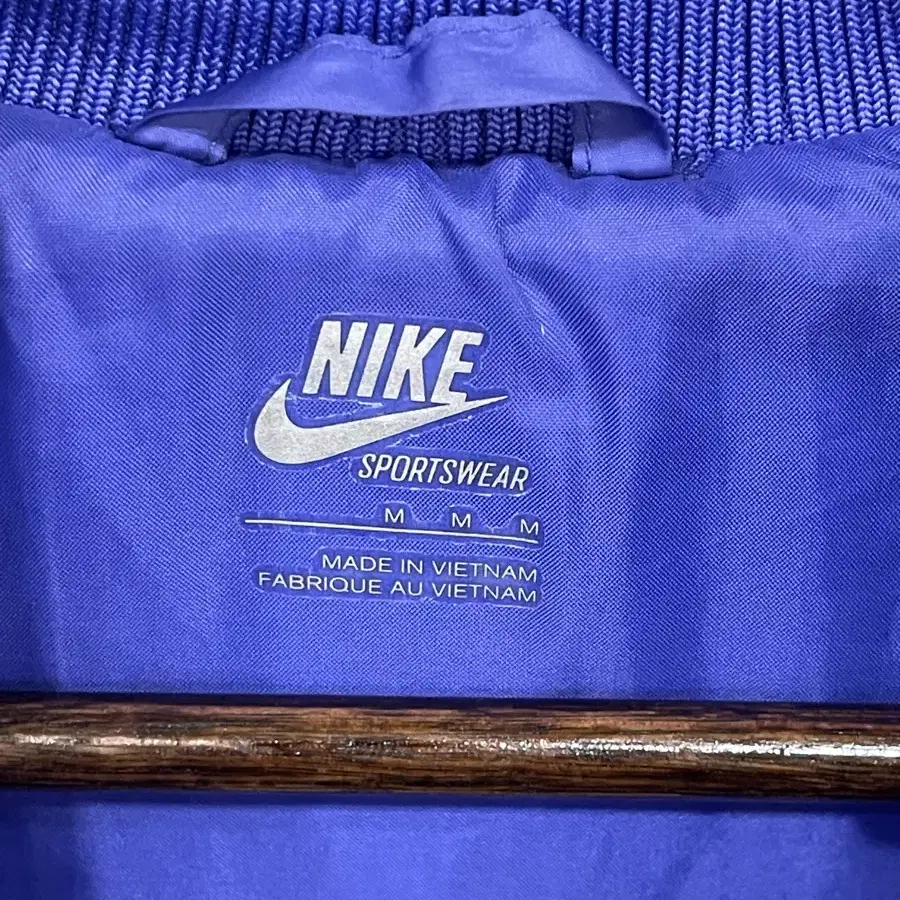 NIKE
SPORTSWEAR
M M M
MADE IN VIETNAM
FABRIQUE AU VIETNAM